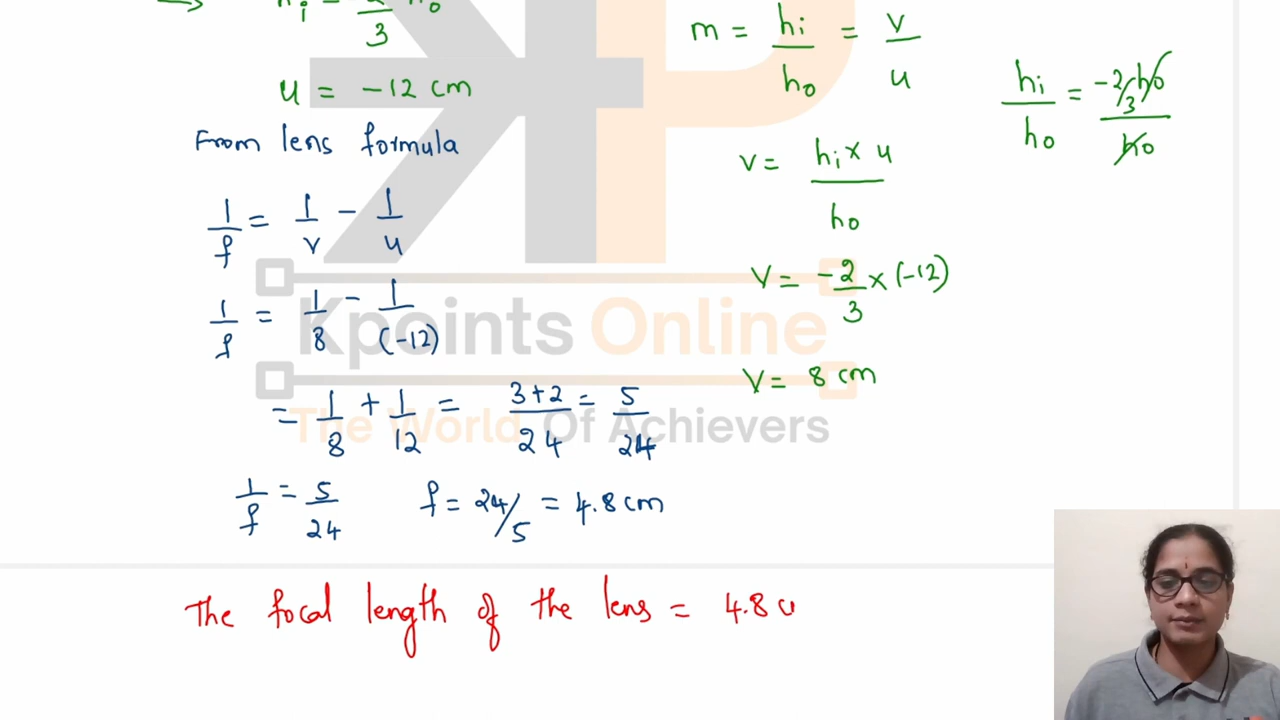 3
u = -12 cm
From lens formula
1/f = 1/v - 1/u
1/f = 1/8 - 1/(-12)
= 1/8 + 1/12 = 3+2/24 = 5/24
1/f = 5/24 f = 24/5 = 4.8 cm
m = hi/ho = v/u
v = hi × u/ho
v = -2/3 × (-12)
v = 8 cm
hi/ho = -2/3 ho/ho
Kpoints Online
The World Of Achievers
The focal length of the lens = 4.8 c